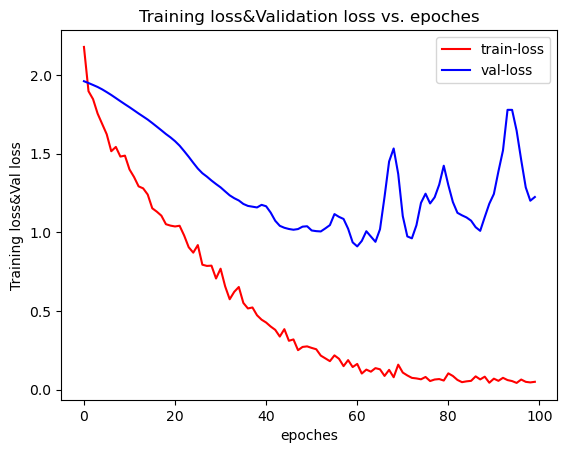 Training loss&Validation loss vs. epoches
train-loss
val-loss
Training loss&Val loss
2.0
1.5
1.0
0.5
0.0
0
20
40
60
80
100
epoches